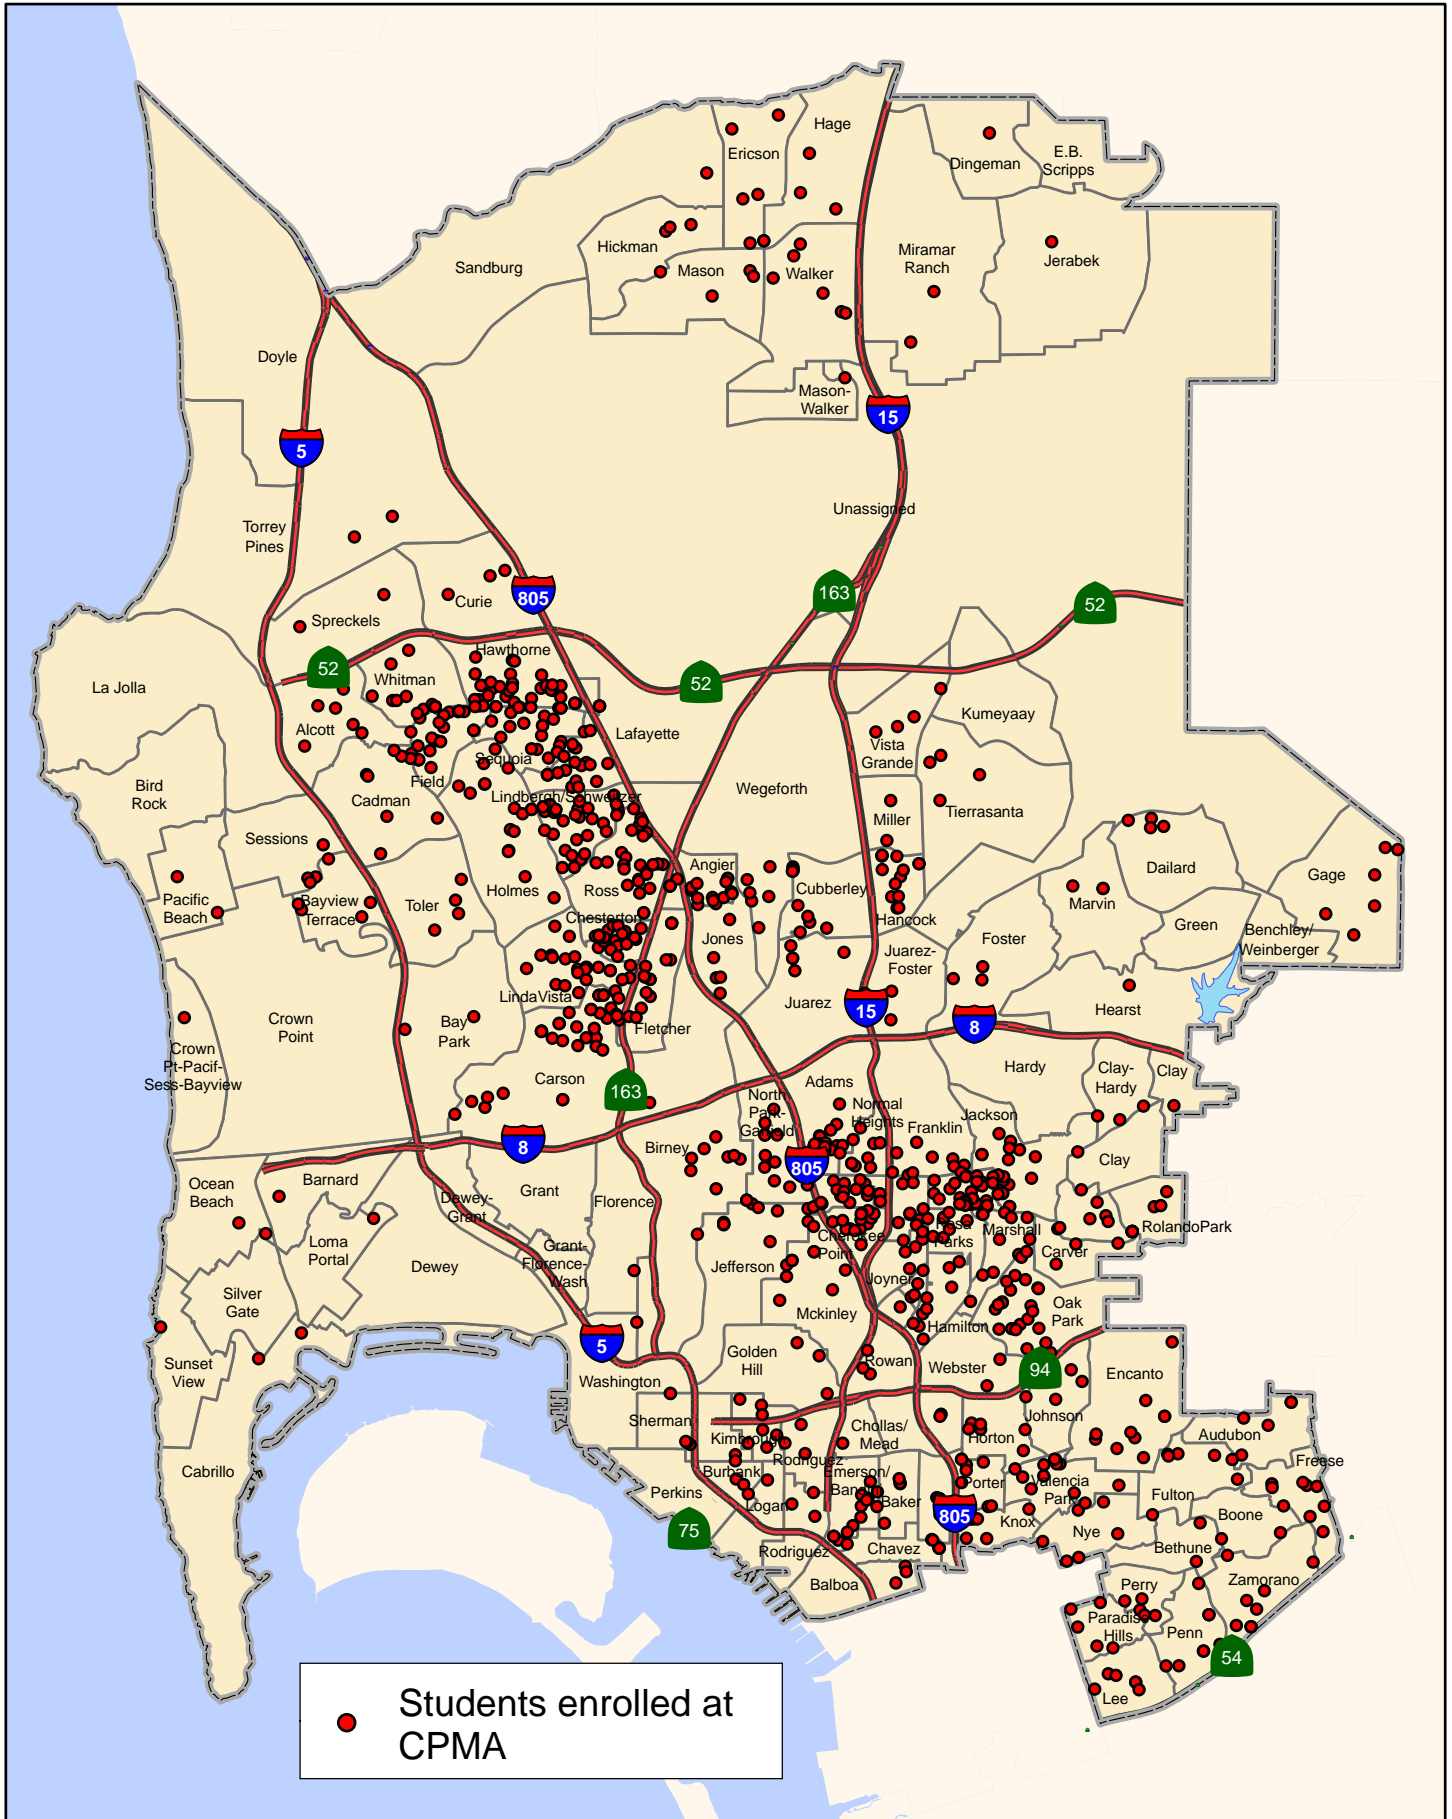 Hage
Ericson
Dingeman
E.B.
Scripps
Hickman
Sandburg
Mason
Walker
Miramar
Ranch
Jerabek
Doyle
Mason-
Walker
15
5
Unassigned
Torrey
Pines
163
52
805
Curie
Spreckels
Hawthorne
52
Whitman
52
La Jolla
Kumeyaay
Alcott
Lafayette
Vista
Grande
Sequoia
Field
Bird
Rock
Wegeforth
Lindbergh/Schweitzer
Cadman
Tierrasanta
Miller
Sessions
Angier
Dailard
Gage
Holmes
Ross
Cubberley
Pacific
Beach
Bayview
Terrace
Toler
Marvin
Chesterton
Hancock
Green
Jones
Foster
Benchley/
Weinberger
Juarez-
Foster
LindaVista
Juarez
15
Hearst
Crown
Point
Bay
Park
Fletcher
8
Crown
Pt-Pacif-
Sess-Bayview
Hardy
Clay-
Hardy
Clay
Carson
Adams
163
North
Park-
Garfield
Normal
Heights
Jackson
Franklin
8
Birney
805
Clay
Barnard
Ocean
Beach
Grant
Dewey-
Grant
Florence
Rosa
Parks
Marshall
RolandoPark
Cherokee
Point
Loma
Portal
Grant-
Florence-
Wash
Carver
Dewey
Jefferson
Joyner
Silver
Gate
Mckinley
Oak
Park
Hamilton
5
Golden
Hill
Sunset
View
Rowan
Webster
94
Encanto
Washington
Sherman
Johnson
Chollas/
Mead
Kimbrough
Horton
Audubon
Rodriguez
Freese
Cabrillo
Burbank
Emerson/
Bandini
Porter
Valencia
Park
Perkins
Logan
Baker
Fulton
805
Knox
Boone
75
Nye
Rodriguez
Chavez
Bethune
Balboa
Perry
Zamorano
Paradise
Hills
Penn
54
Lee
Students enrolled at
CPMA